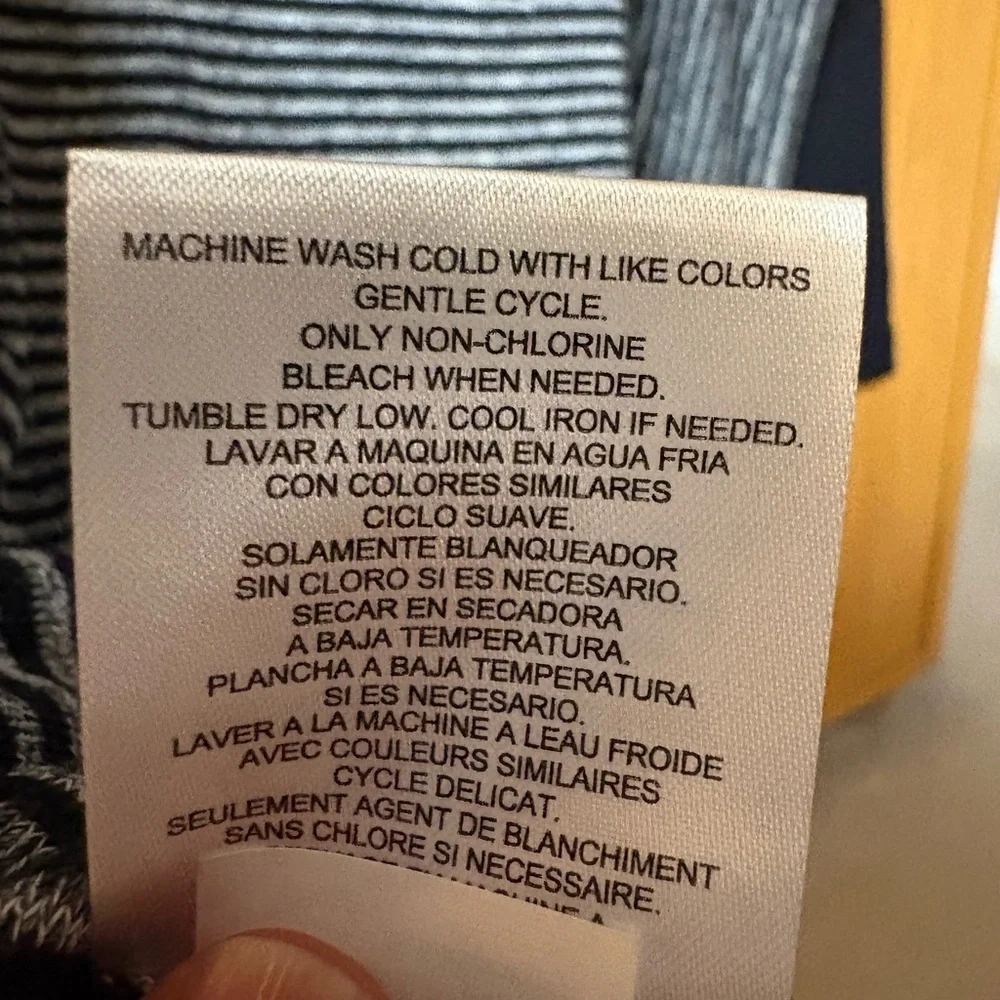 MACHINE WASH COLD WITH LIKE COLORS
GENTLE CYCLE.
ONLY NON-CHLORINE
BLEACH WHEN NEEDED.
TUMBLE DRY LOW. COOL IRON IF NEEDED.
LAVAR A MAQUINA EN AGUA FRIA
CON COLORES SIMILARES
CICLO SUAVE.
SOLAMENTE BLANQUEADOR
SIN CLORO SI ES NECESARIO.
SECAR EN SECADORA
A BAJA TEMPERATURA.
PLANCHA A BAJA TEMPERATURA
SI ES NECESARIO.
LAVER A LA MACHINE A LEAU FROIDE
AVEC COULEURS SIMILAIRES
CYCLE DELICAT.
SEULEMENT AGENT DE BLANCHIMENT
SANS CHLORE SI NECESSAIRE.